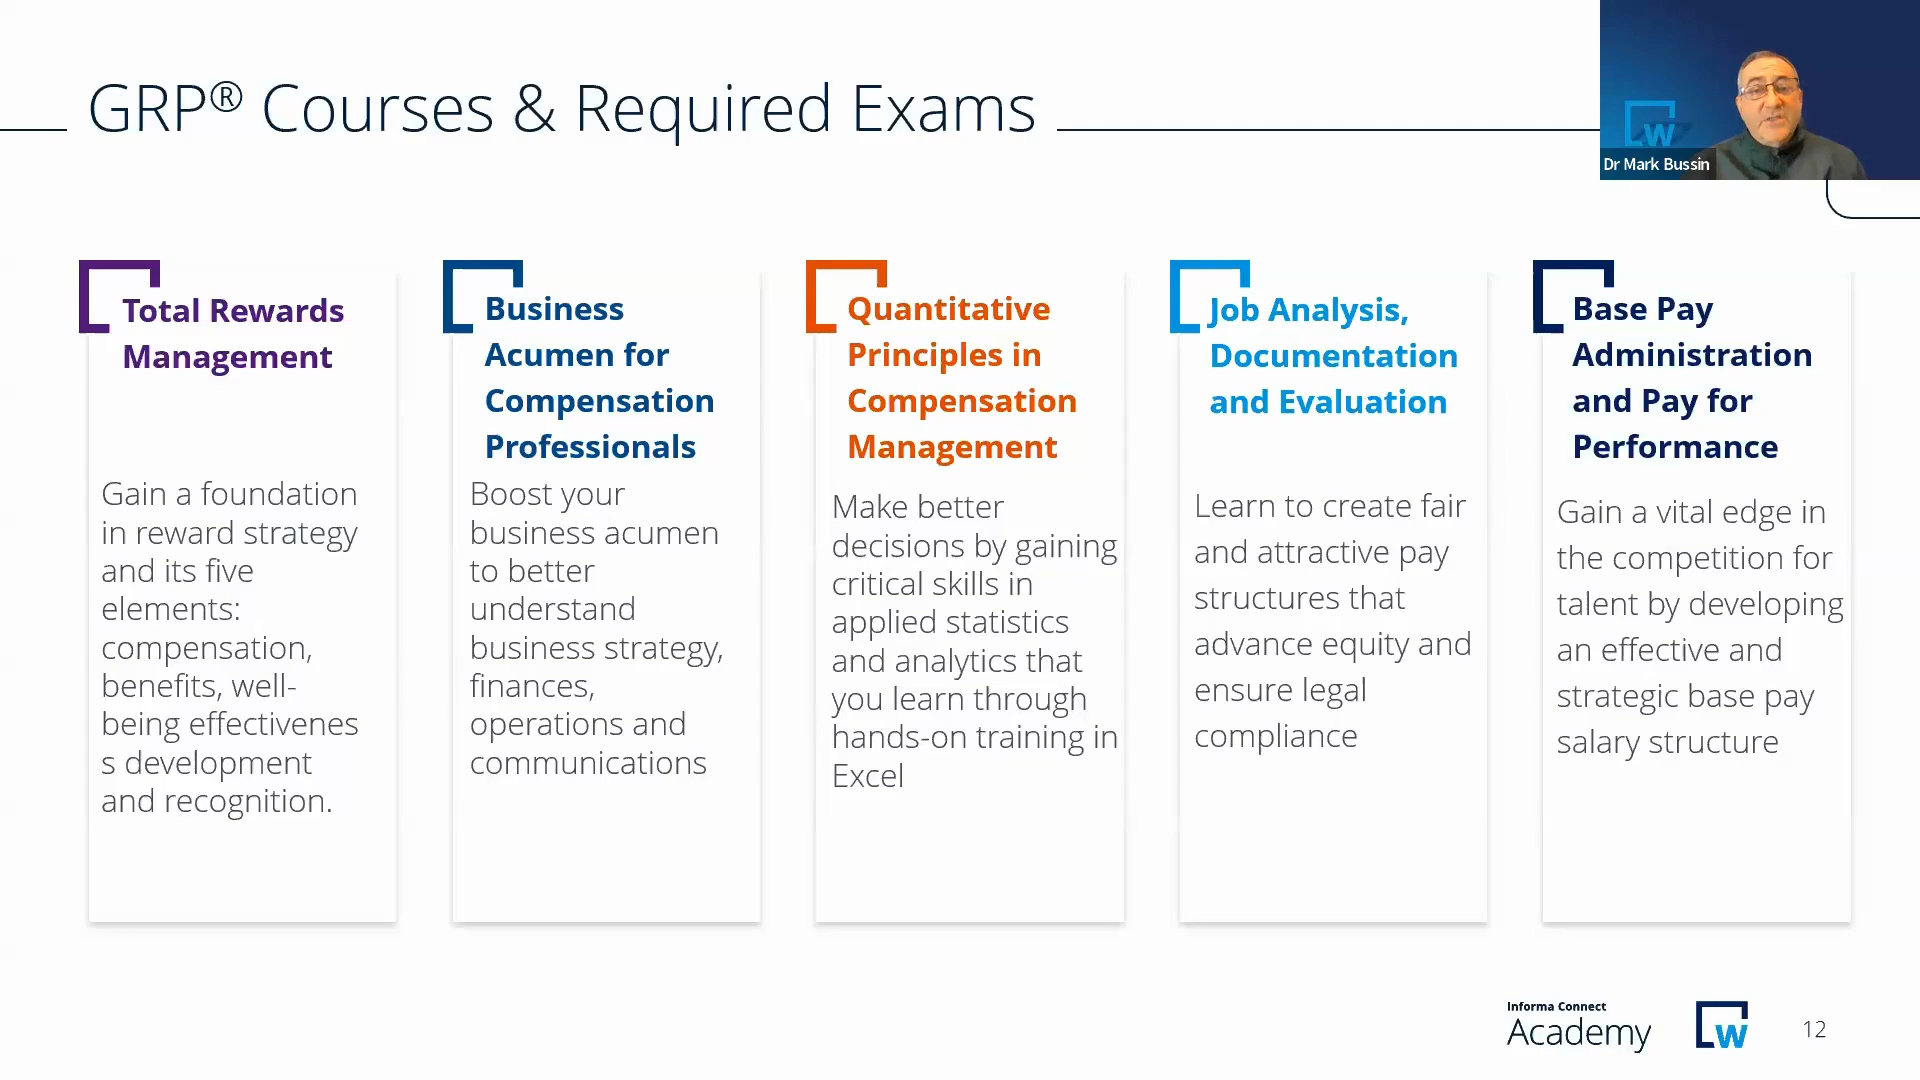 GRP® Courses & Required Exams
W
Dr Mark Bussin
Total Rewards
Management
Gain a foundation
in reward strategy
and its five
elements:
compensation,
benefits, well-
being effectivenes
s development
and recognition.
Business
Acumen for
Compensation
Professionals
Boost your
business acumen
to better
understand
business strategy,
finances,
operations and
communications
Quantitative
Principles in
Compensation
Management
Make better
decisions by gaining
critical skills in
applied statistics
and analytics that
you learn through
hands-on training in
Excel
Job Analysis,
Documentation
and Evaluation
Learn to create fair
and attractive pay
structures that
advance equity and
ensure legal
compliance
Base Pay
Administration
and Pay for
Performance
Gain a vital edge in
the competition for
talent by developing
an effective and
strategic base pay
salary structure
Informa Connect
Academy
W
12